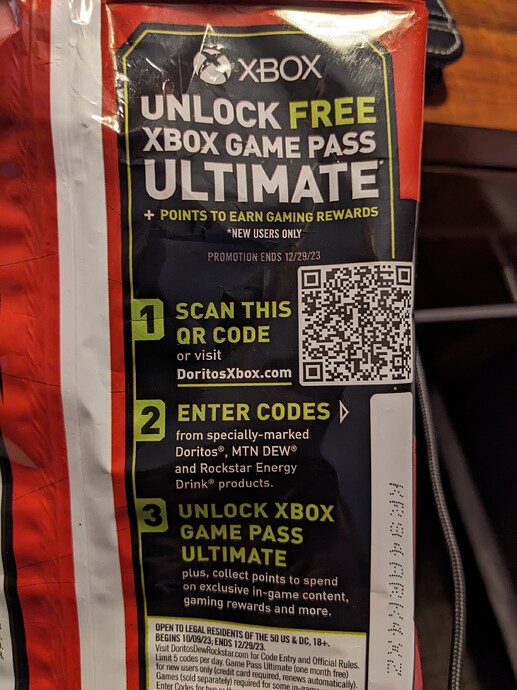 XBOX
UNLOCK FREE
XBOX GAME PASS
ULTIMATE*
+ POINTS TO EARN GAMING REWARDS
*NEW USERS ONLY
PROMOTION ENDS 12/29/23
1 SCAN THIS
QR CODE
or visit
DoritosXbox.com
2 ENTER CODES
from specially-marked
Doritos®, MTN DEW®
and Rockstar Energy
Drink® products.
3 UNLOCK XBOX
GAME PASS
ULTIMATE
plus, collect points to spend
on exclusive in-game content,
gaming rewards and more.
OPEN TO LEGAL RESIDENTS OF THE 50 US & DC, 18+.
BEGINS 10/09/23; ENDS 12/29/23.
Visit DoritosDewRockstar.com for Code Entry and Official Rules.
Limit 5 codes per day. Game Pass Ultimate (one month free)
for new users only (credit card required, renews automatically).
Games (sold separately) required for some in-game
Enter Codes for